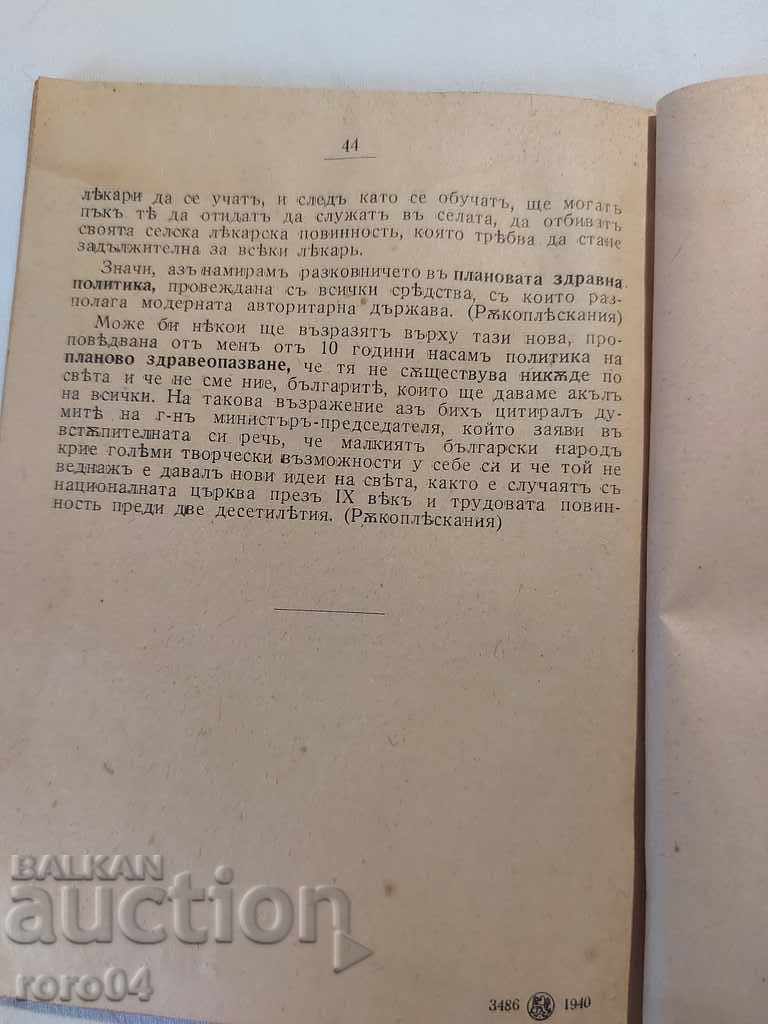 44
лѣкари да се учатъ, и следъ като се обучатъ, ще могатъ
пъкъ тѣ да отидатъ да служатъ въ селата, да отбиватъ
своята селска лѣкарска повинность, която трѣбва да стане
задължителна за всѣки лѣкарь.
Значи, азъ намирамъ разковничето въ плановата здравна
политика, провеждана съ всички срѣдства, съ които раз-
полага модерната авторитарна държава. (Рѫкоплѣскания)
Може би нѣкои ще възразятъ върху тази нова, про-
поведвана отъ менъ отъ 10 години насамъ политика на
планово здравеопазване, че тя не сѫществува никѫде по
свѣта и че не сме ние, българитѣ, които ще даваме акълъ
на всички. На такова възражение азъ бихъ цитиралъ ду-
митѣ на г-нъ министъръ-председателя, който заяви въ
встѫпителната си речь, че малкиятъ български народъ
крие големи творчески възможности у себе си и че той не
веднажъ е давалъ нови идеи на свѣта, както е случаятъ съ
националната църква презъ IX вѣкъ и трудовата повин-
ность преди две десетилѣтия. (Рѫкоплѣскания)
BALKAN
auction
roro04
3486 1940